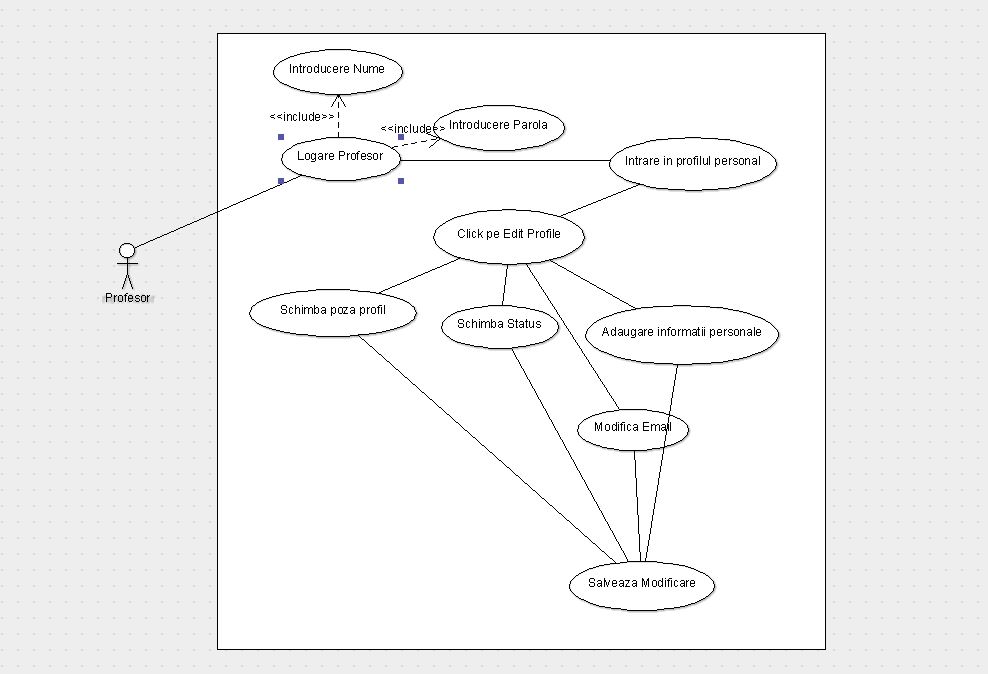 Introducere Nume
<<include>>
<<include>>
Introducere Parola
Logare Profesor
Intrare in profilul personal
Click pe Edit Profile
Profesor
Schimba poza profil
Schimba Status
Adaugare informatii personale
Modifica Email
Salveaza Modificare